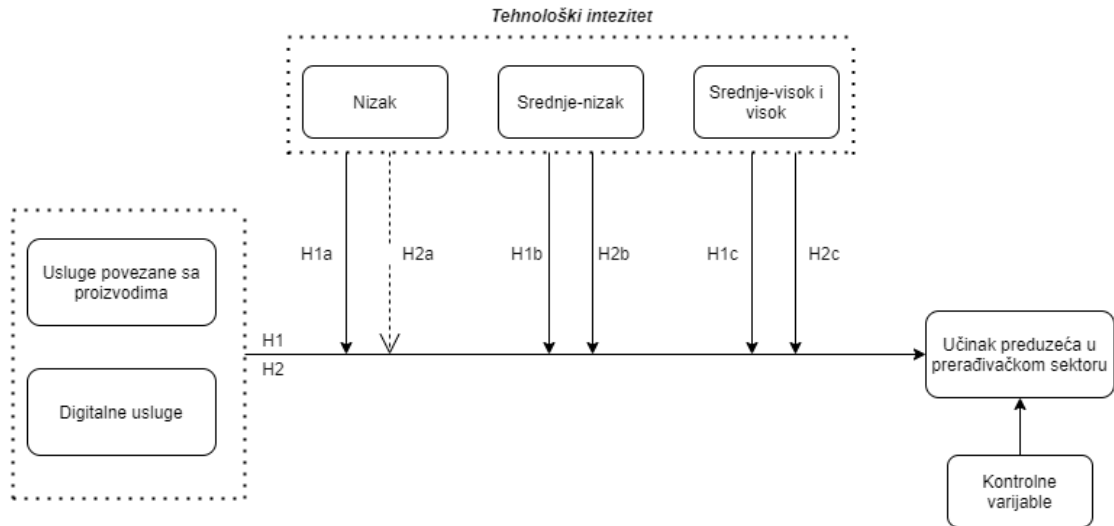 Tehnološki intezitet
Nizak
Srednje-nizak
Srednje-visok i
visok
H1a
H2a
H1b
H2b
H1c
H2c
Usluge povezane sa
proizvodima
Digitalne usluge
H1
H2
Učinak preduzeća u
prerađivačkom sektoru
Kontrolne
varijable